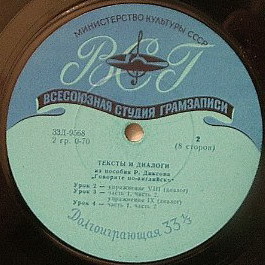 МИНИСТЕРСТВО КУЛЬТУРЫ СССР
ВСГ
ВСЕСОЮЗНАЯ СТУДИЯ ГРАМЗАПИСИ
33Д-9568
2 гр. 0-70
2
(8 сторон)
ТЕКСТЫ И ДИАЛОГИ
из пособия Р. Диксона
„Говорите по-английски"
Урок 2 — упражнение VIII (диалог)
Урок 3 — часть 1, часть 2
упражнение IX (диалог)
Урок 4 — часть 1, часть 2
Долгоиграющая 33⅓